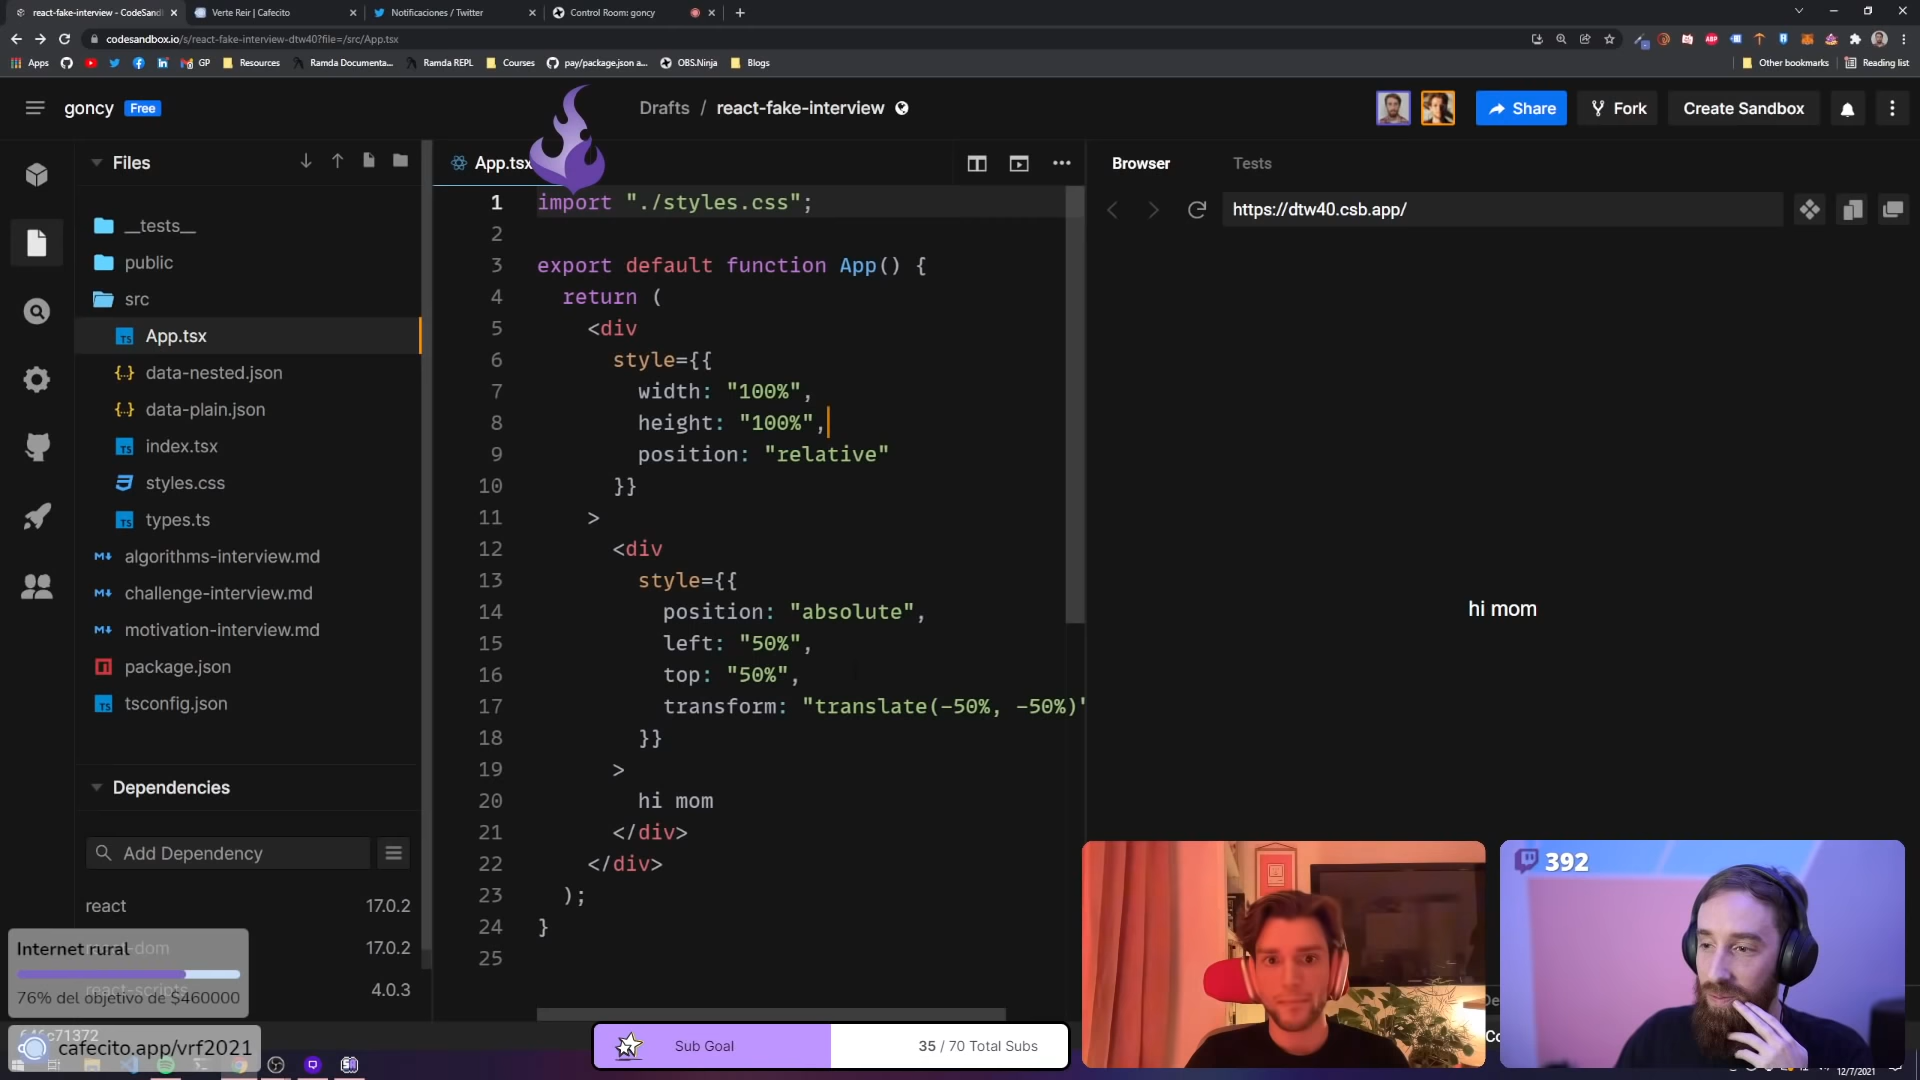 react-fake-interview - CodeSandb
Verte Reir | Cafecito
Notificaciones / Twitter
Control Room: goncy
codesandbox.io/s/react-fake-interview-dtw40?file=/src/App.tsx
Apps
GP
Resources
Ramda Documenta...
Ramda REPL
Courses
pay/package.json a...
OBS.Ninja
Blogs
Other bookmarks
Reading list
goncy
Free
Drafts / react-fake-interview
Share
Fork
Create Sandbox
Files
__tests__
public
src
App.tsx
data-nested.json
data-plain.json
index.tsx
styles.css
types.ts
algorithms-interview.md
challenge-interview.md
motivation-interview.md
package.json
tsconfig.json
Dependencies
Add Dependency
react 17.0.2
react-dom 17.0.2
react-scripts 4.0.3
Internet rural
76% del objetivo de $460000
cafecito.app/vrf2021
App.tsx
1 import "./styles.css";
2
3 export default function App() {
4 return (
5 <div
6 style={{
7 width: "100%",
8 height: "100%",
9 position: "relative"
10 }}
11 >
12 <div
13 style={{
14 position: "absolute",
15 left: "50%",
16 top: "50%",
17 transform: "translate(-50%, -50%)"
18 }}
19 >
20 hi mom
21 </div>
22 </div>
23 );
24 }
25
Browser
Tests
https://dtw40.csb.app/
hi mom
392
Sub Goal
35 / 70 Total Subs
12/7/2021